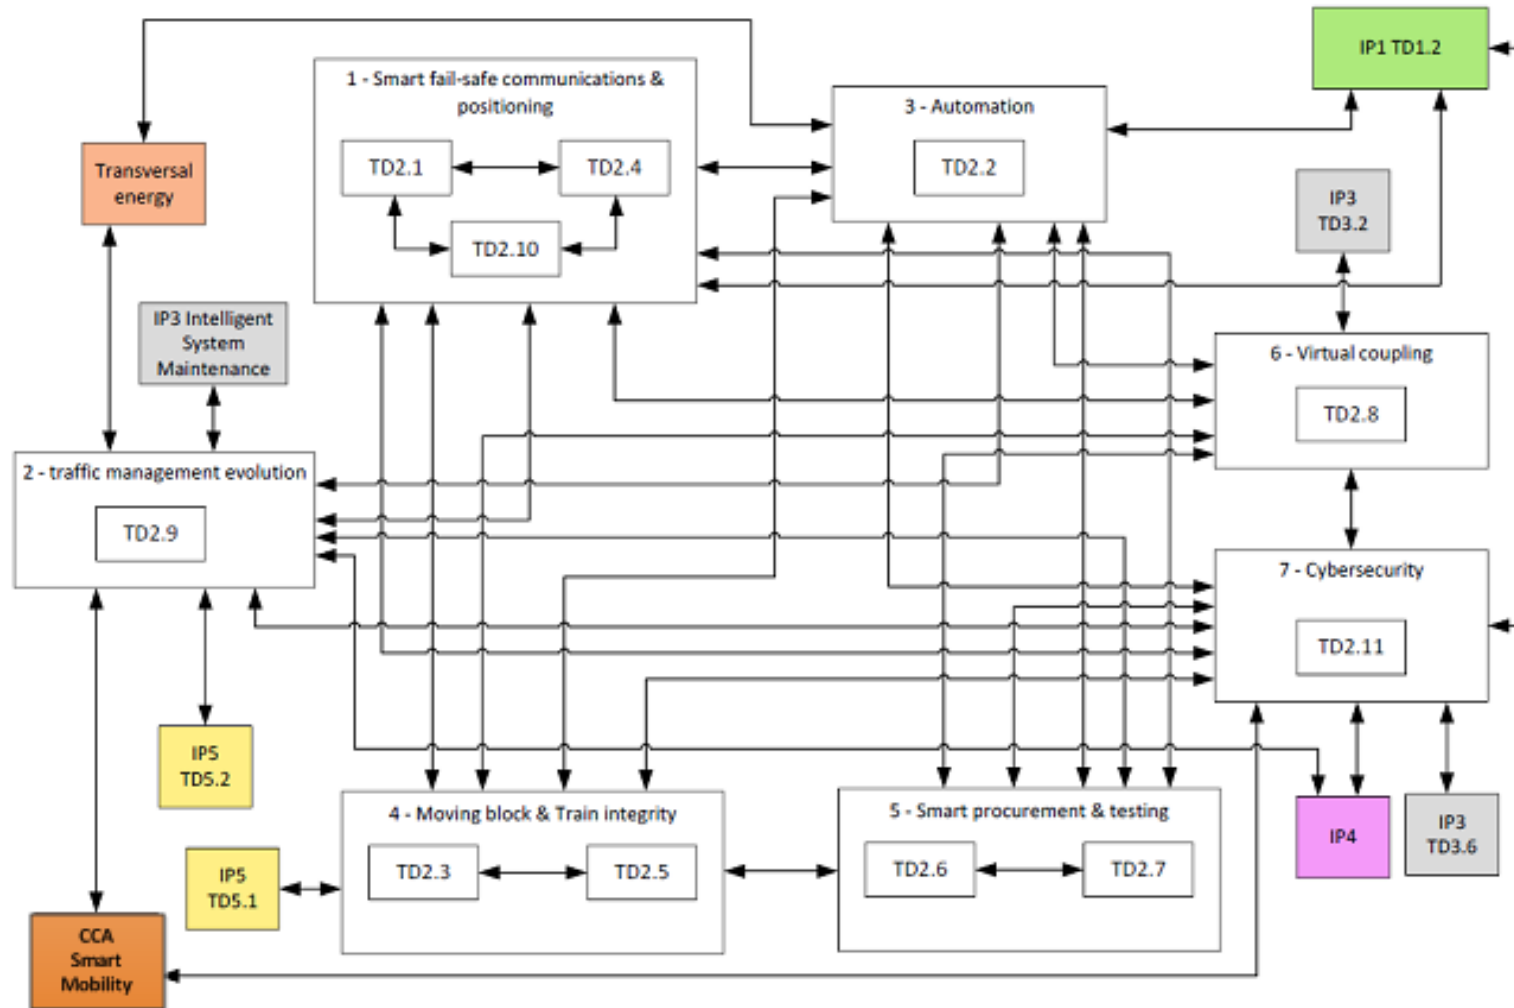 IP1 TD1.2
1 - Smart fail-safe communications &
positioning
TD2.1
TD2.4
TD2.10
3 - Automation
TD2.2
Transversal
energy
IP3
TD3.2
IP3 Intelligent
System
Maintenance
6 - Virtual coupling
TD2.8
2 - traffic management evolution
TD2.9
7 - Cybersecurity
TD2.11
IP5
TD5.2
4 - Moving block & Train integrity
TD2.3
TD2.5
5 - Smart procurement & testing
TD2.6
TD2.7
IP4
IP3
TD3.6
IP5
TD5.1
CCA
Smart
Mobility